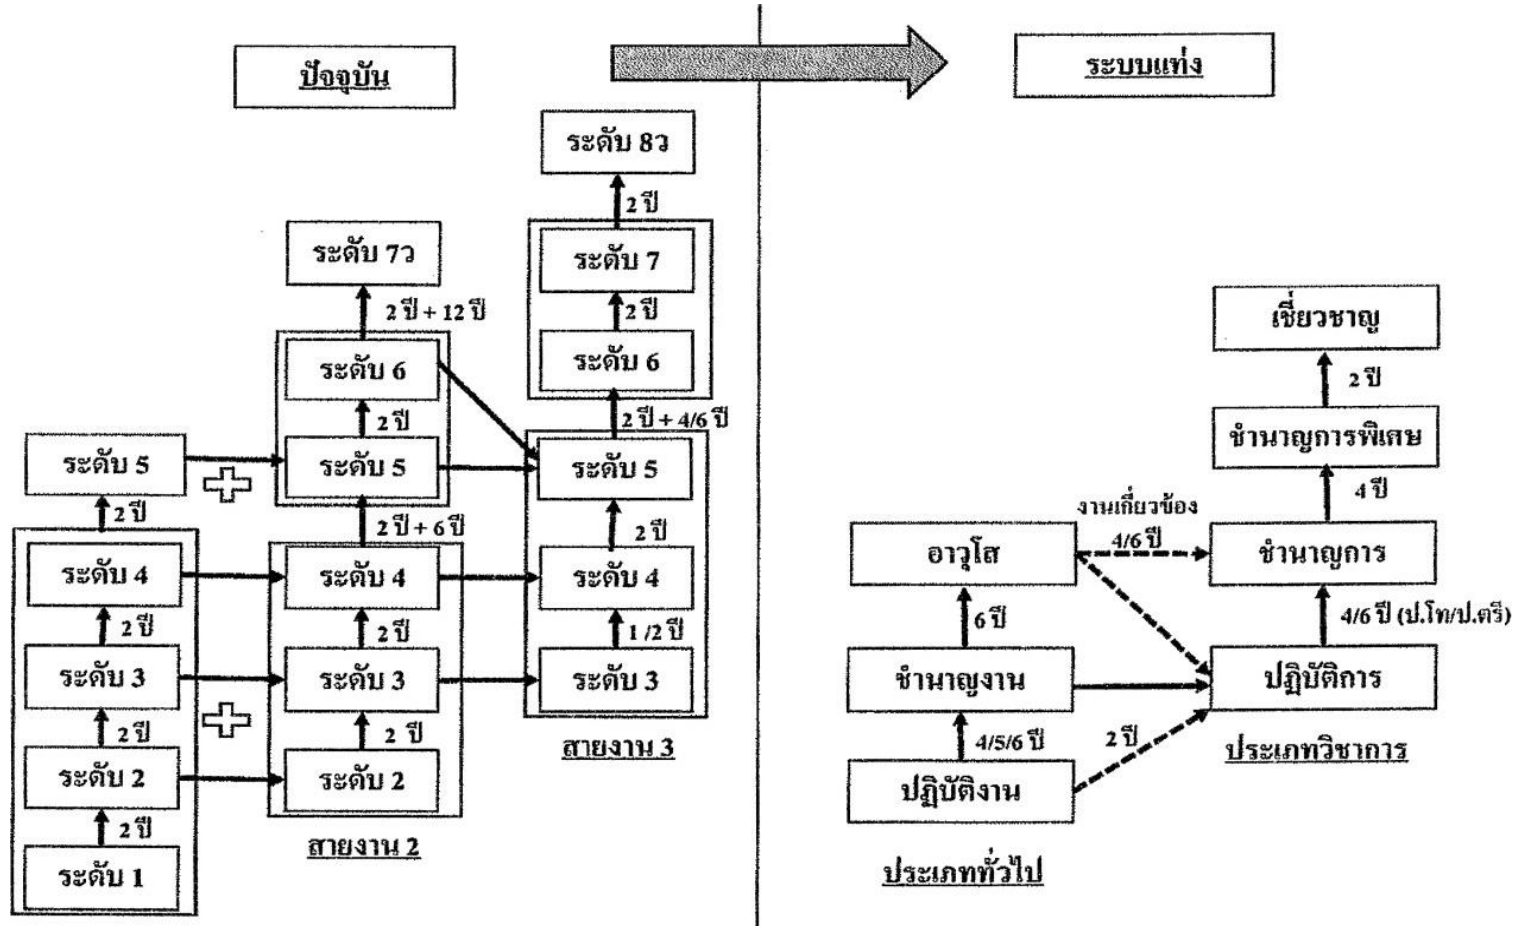 ปัจจุบัน
ระบบแท่ง
ระดับ 8ว
2 ปี
ระดับ 7
2 ปี
ระดับ 6
2 ปี + 4/6 ปี
ระดับ 5
2 ปี
ระดับ 4
1 /2 ปี
ระดับ 3
สายงาน 3
ระดับ 7ว
2 ปี + 12 ปี
ระดับ 6
2 ปี
ระดับ 5
2 ปี + 6 ปี
ระดับ 4
2 ปี
ระดับ 3
2 ปี
ระดับ 2
สายงาน 2
ระดับ 5
2 ปี
ระดับ 4
2 ปี
ระดับ 3
2 ปี
ระดับ 2
2 ปี
ระดับ 1
เชี่ยวชาญ
2 ปี
ชำนาญการพิเศษ
4 ปี
ชำนาญการ
4/6 ปี (ป.โท/ป.ตรี)
ปฏิบัติการ
ประเภทวิชาการ
งานเกี่ยวข้อง
4/6 ปี
อาวุโส
6 ปี
ชำนาญงาน
4/5/6 ปี
2 ปี
ปฏิบัติงาน
ประเภททั่วไป